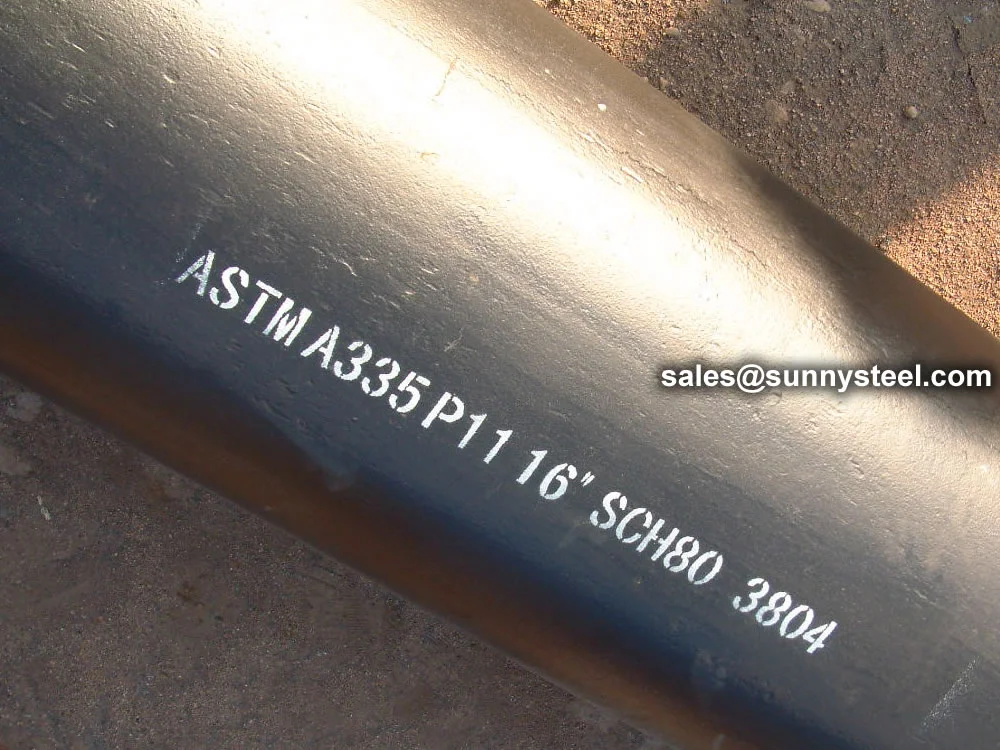 ASTM A335 P11 16" SCH80 3804
sales@sunnysteel.com